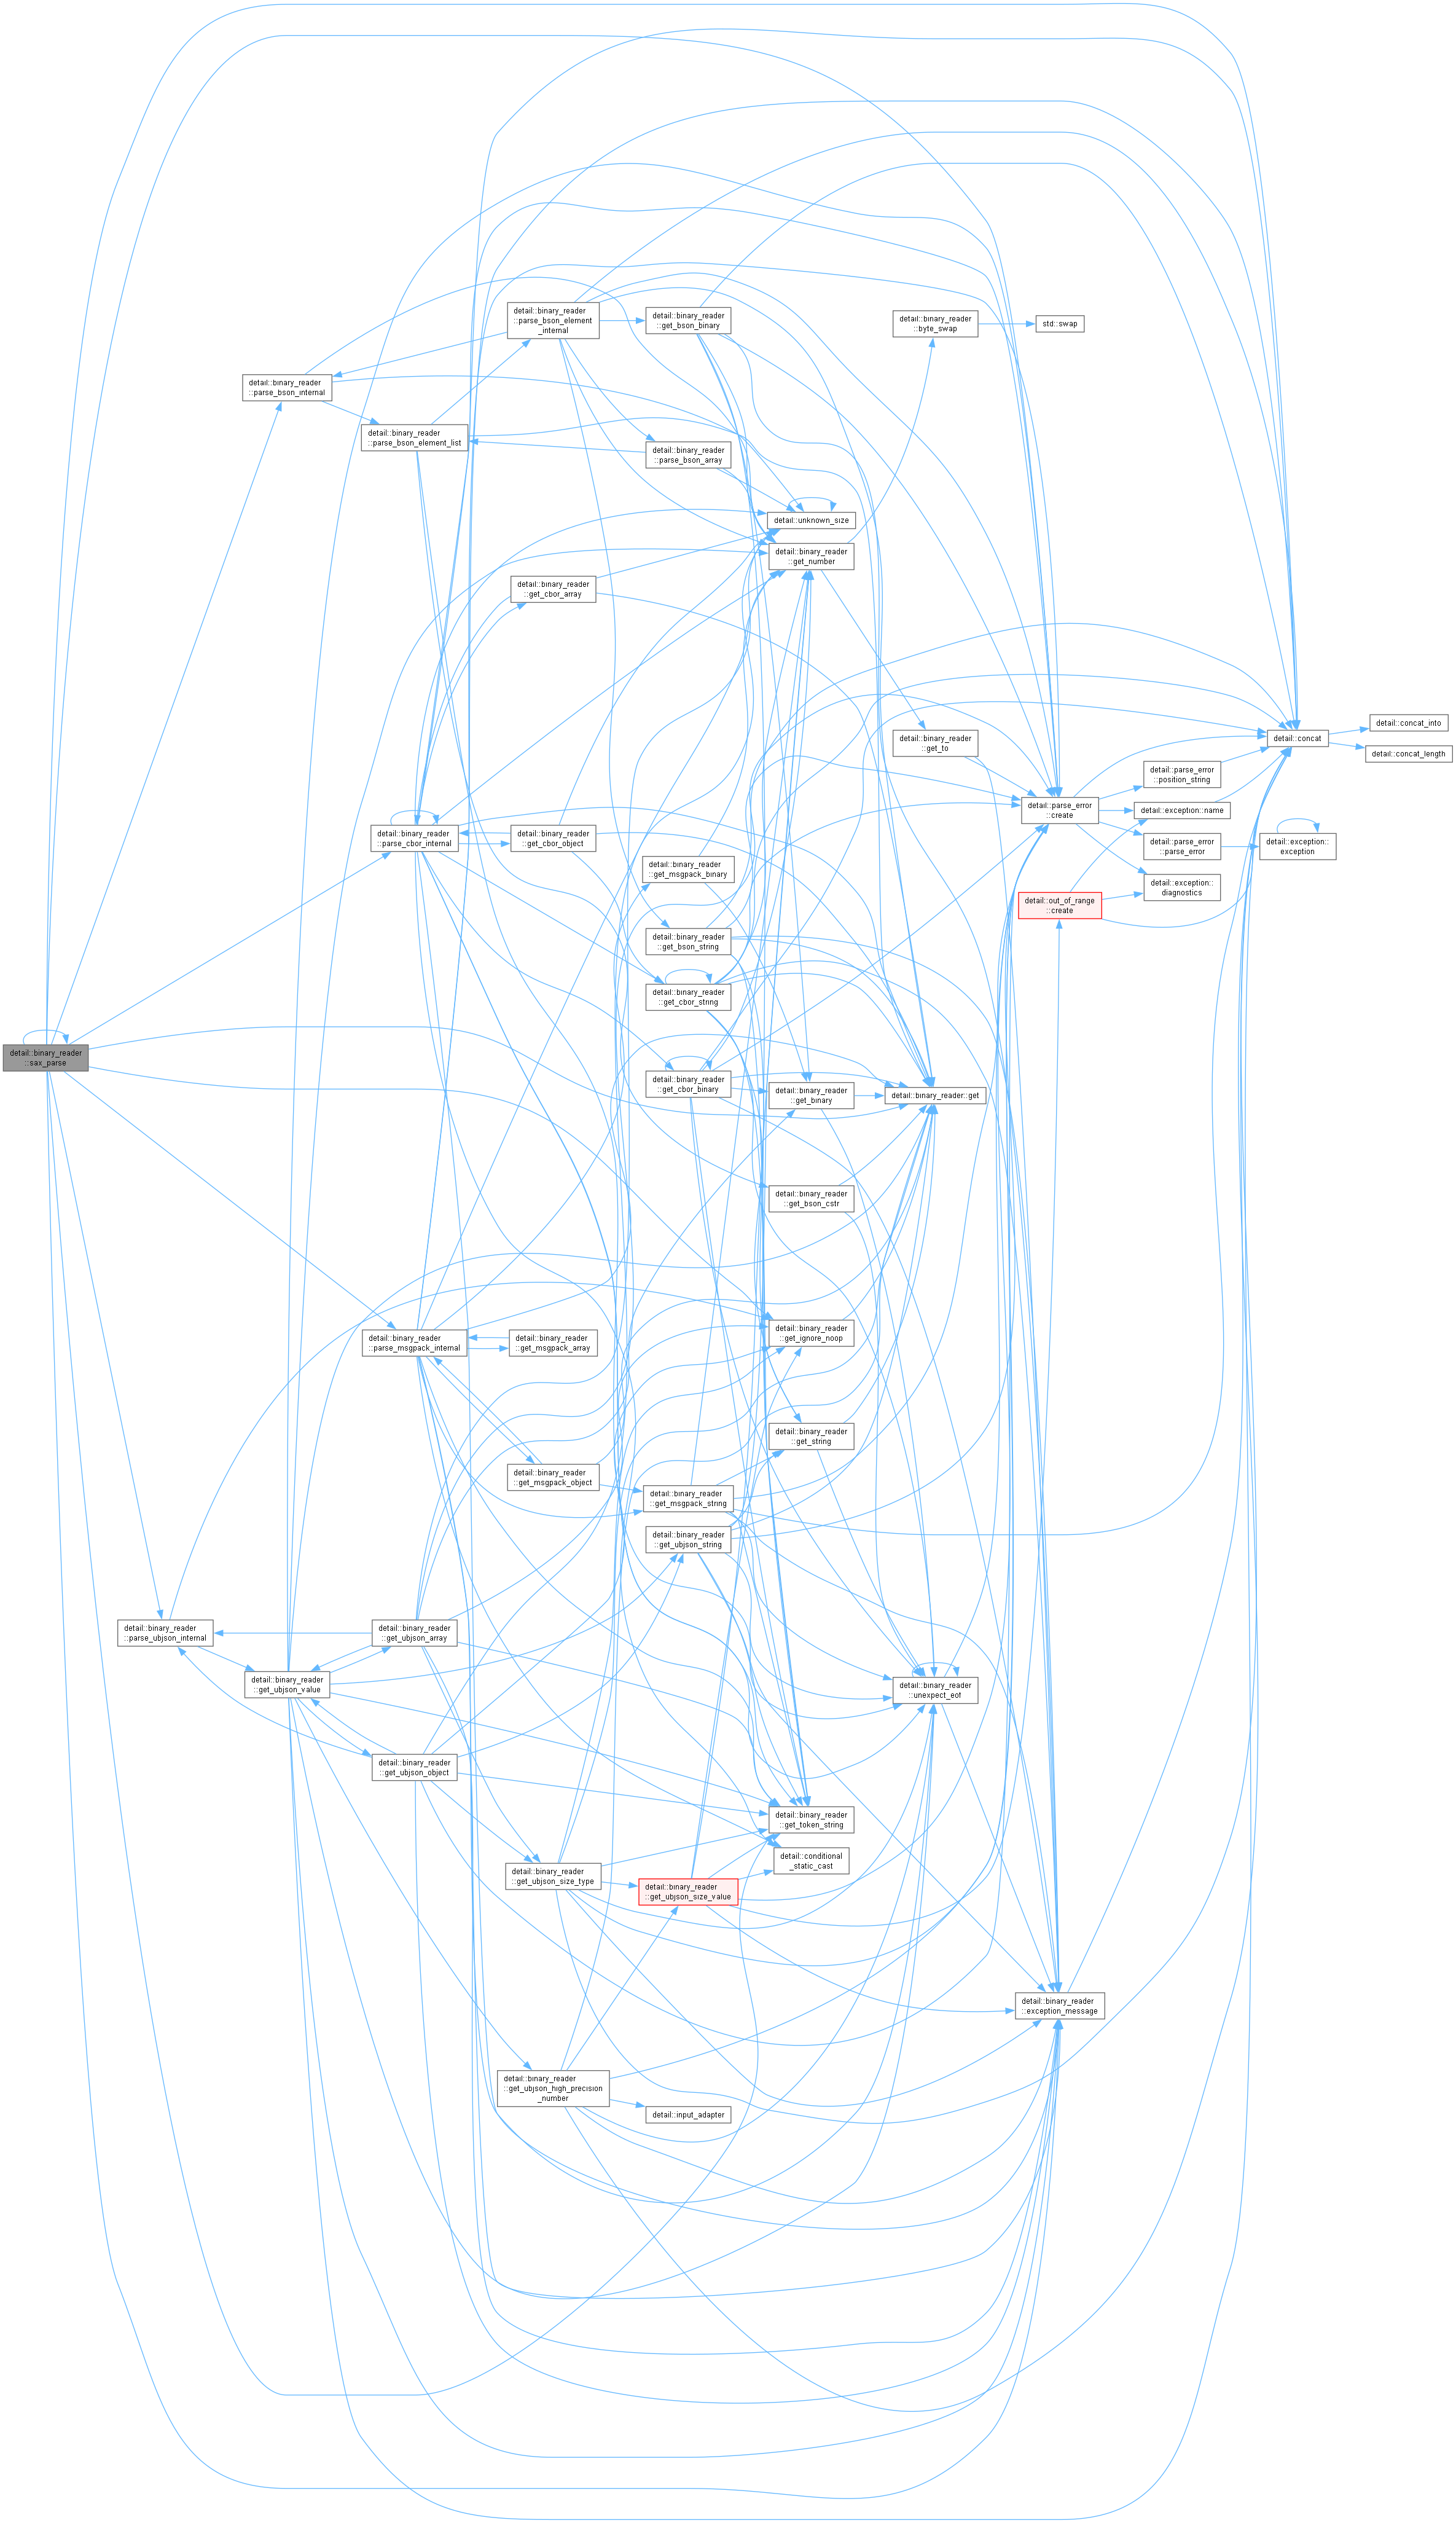 detail::binary_reader
::parse_bson_element
_internal
detail::binary_reader
::get_bson_binary
detail::binary_reader
::byte_swap
std::swap
detail::binary_reader
::parse_bson_internal
detail::binary_reader
::parse_bson_element_list
detail::binary_reader
::parse_bson_array
detail::unknown_size
detail::binary_reader
::get_number
detail::binary_reader
::get_cbor_array
detail::concat_into
detail::binary_reader
::get_to
detail::concat
detail::concat_length
detail::parse_error
::position_string
detail::parse_error
::create
detail::exception::name
detail::binary_reader
::parse_cbor_internal
detail::binary_reader
::get_cbor_object
detail::parse_error
::parse_error
detail::exception::
exception
detail::binary_reader
::get_msgpack_binary
detail::exception::
diagnostics
detail::out_of_range
::create
detail::binary_reader
::get_bson_string
detail::binary_reader
::get_cbor_string
detail::binary_reader
::sax_parse
detail::binary_reader
::get_cbor_binary
detail::binary_reader
::get_binary
detail::binary_reader::get
detail::binary_reader
::get_bson_cstr
detail::binary_reader
::get_ignore_noop
detail::binary_reader
::parse_msgpack_internal
detail::binary_reader
::get_msgpack_array
detail::binary_reader
::get_string
detail::binary_reader
::get_msgpack_object
detail::binary_reader
::get_msgpack_string
detail::binary_reader
::get_ubjson_string
detail::binary_reader
::parse_ubjson_internal
detail::binary_reader
::get_ubjson_array
detail::binary_reader
::get_ubjson_value
detail::binary_reader
::unexpect_eof
detail::binary_reader
::get_ubjson_object
detail::binary_reader
::get_token_string
detail::conditional
_static_cast
detail::binary_reader
::get_ubjson_size_type
detail::binary_reader
::get_ubjson_size_value
detail::binary_reader
::exception_message
detail::binary_reader
::get_ubjson_high_precision
_number
detail::input_adapter